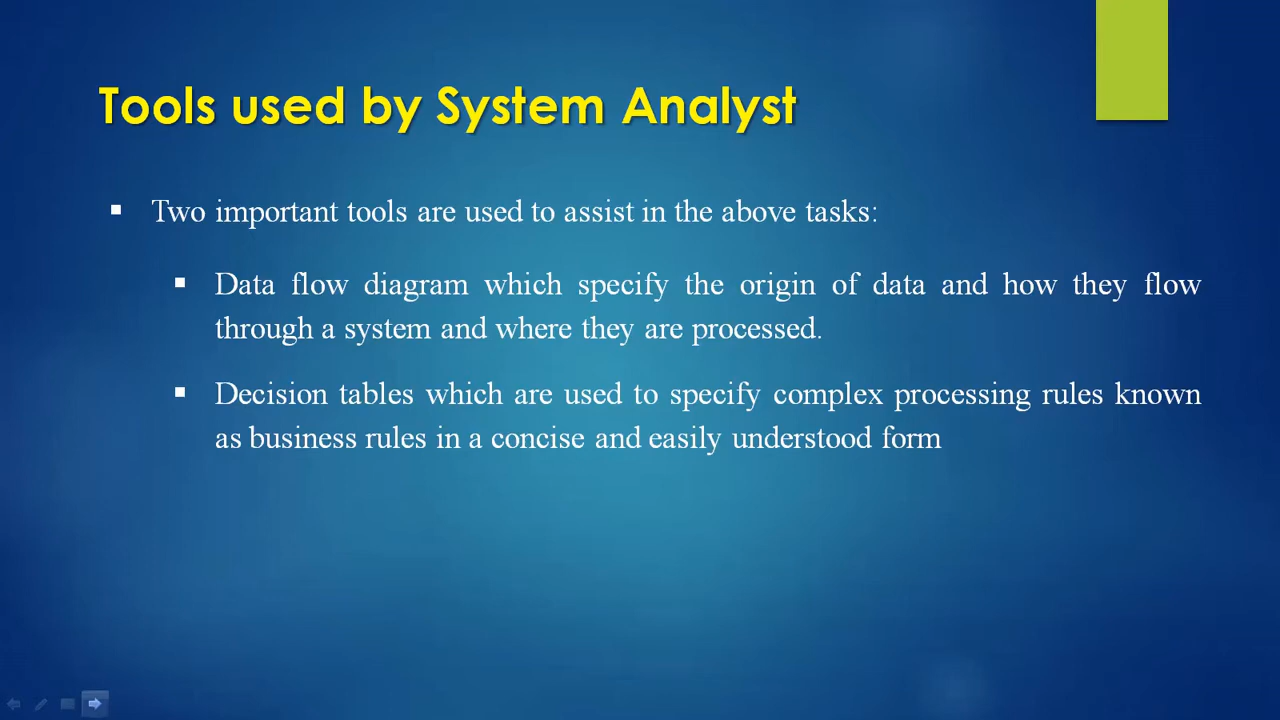 Tools used by System Analyst
Two important tools are used to assist in the above tasks:
Data flow diagram which specify the origin of data and how they flow
through a system and where they are processed.
Decision tables which are used to specify complex processing rules known
as business rules in a concise and easily understood form